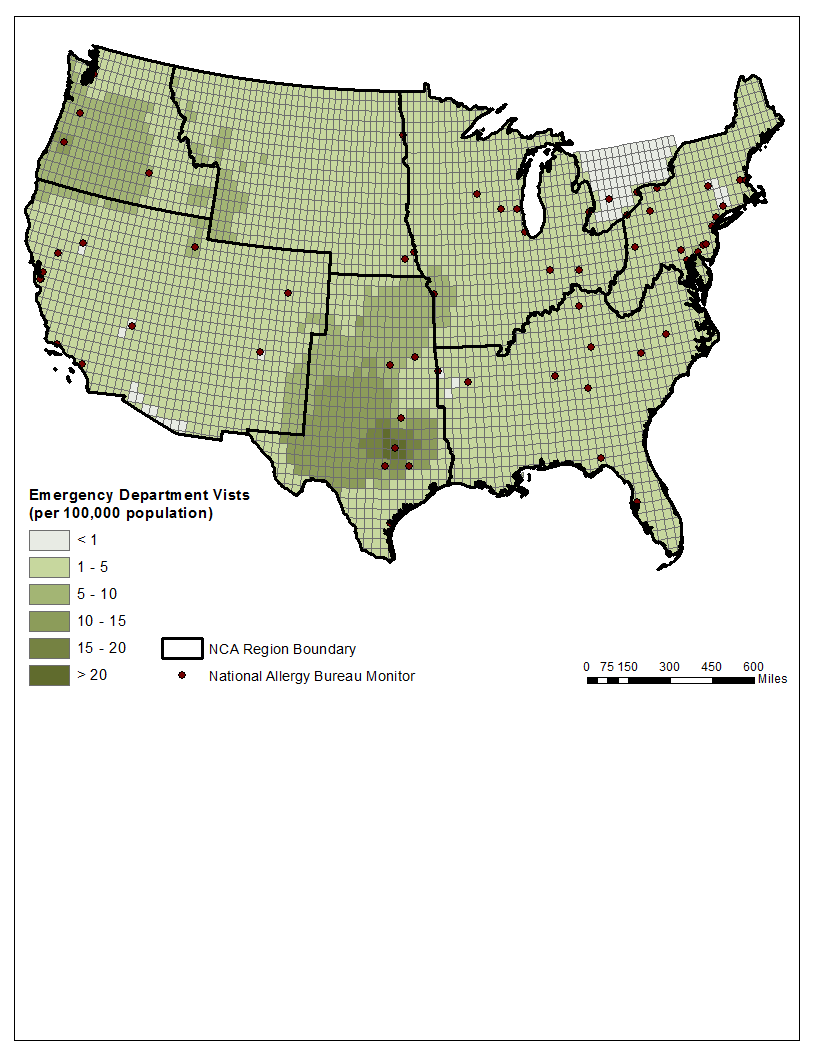 Emergency Department Vists
(per 100,000 population)
< 1
1 - 5
5 - 10
10 - 15
15 - 20
> 20
NCA Region Boundary
National Allergy Bureau Monitor
0 75 150 300 450 600
Miles